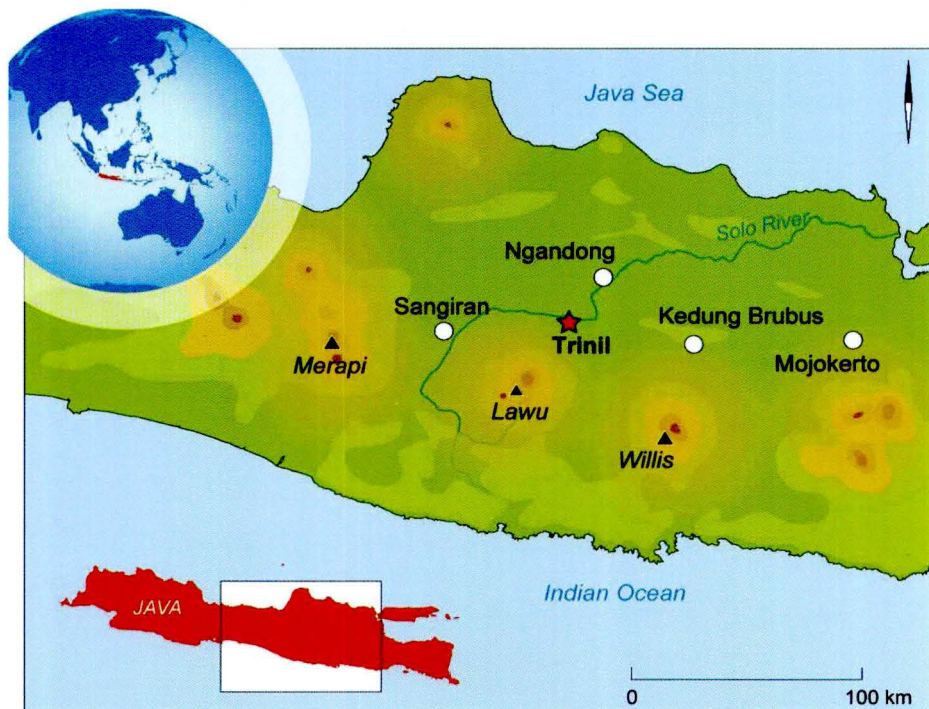 Java Sea
Solo River
Ngandong
Sangiran
Kedung Brubus
Trinil
Mojokerto
Merapi
Lawu
Willis
Indian Ocean
JAVA
0
100 km